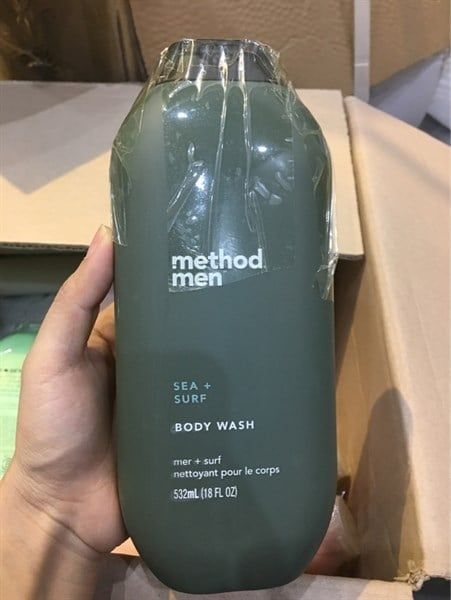 method
men
SEA +
SURF
BODY WASH
mer + surf
nettoyant pour le corps
532mL (18 FL OZ)